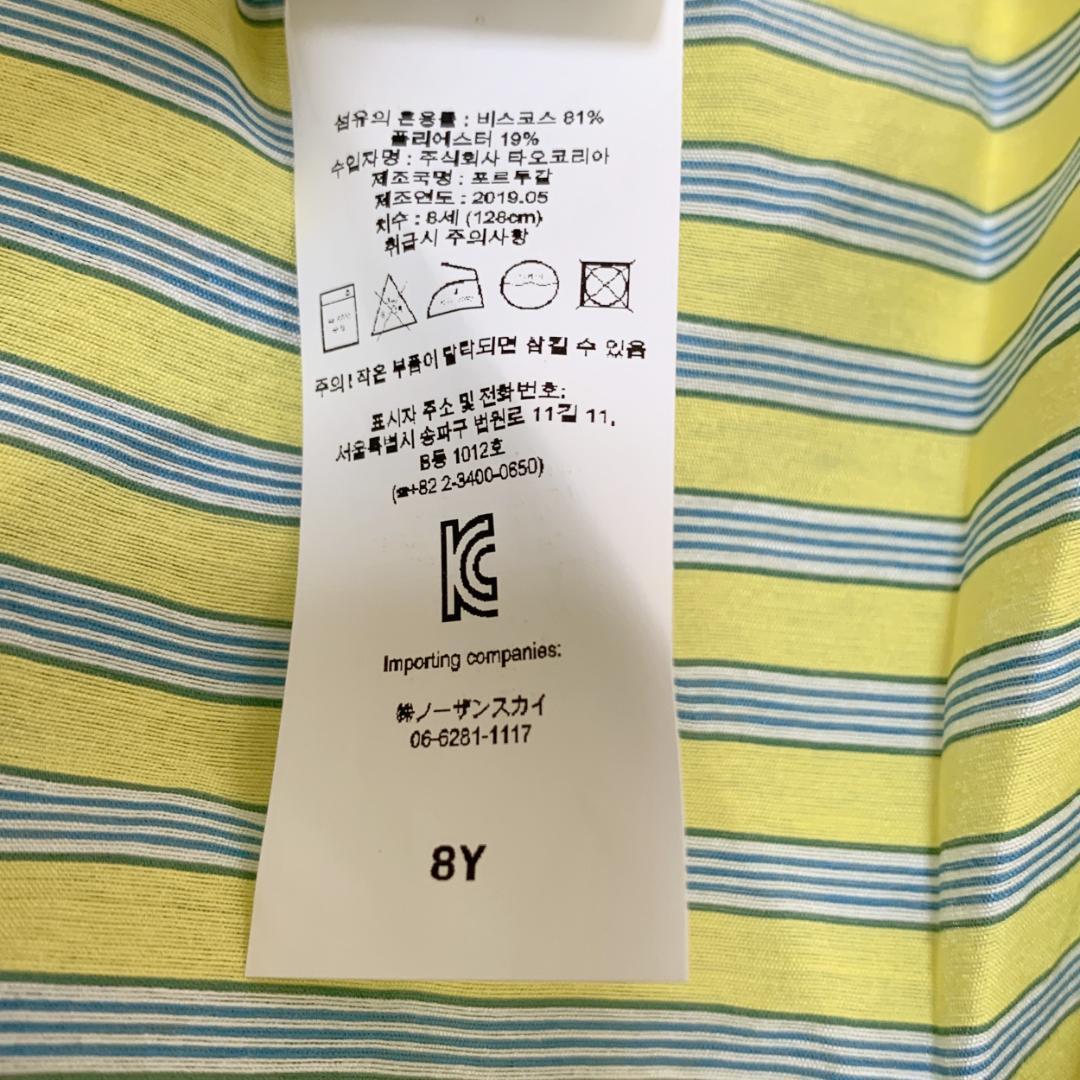 섬유의 혼용률 : 비스코스 81%
폴리에스터 19%
수입자명 : 주식회사 타오코리아
제조국명 : 포르투갈
제조연도 : 2019.05
치수 : 8세 (128cm)
취급시 주의사항
주의! 작은 부품이 탈락되면 삼킬 수 있음
표시자 주소 및 전화번호:
서울특별시 송파구 법원로 11길 11,
B동 1012호
(☎+82 2-3400-0650)
KC
Importing companies:
㈱ノーザンスカイ
06-6281-1117
8Y